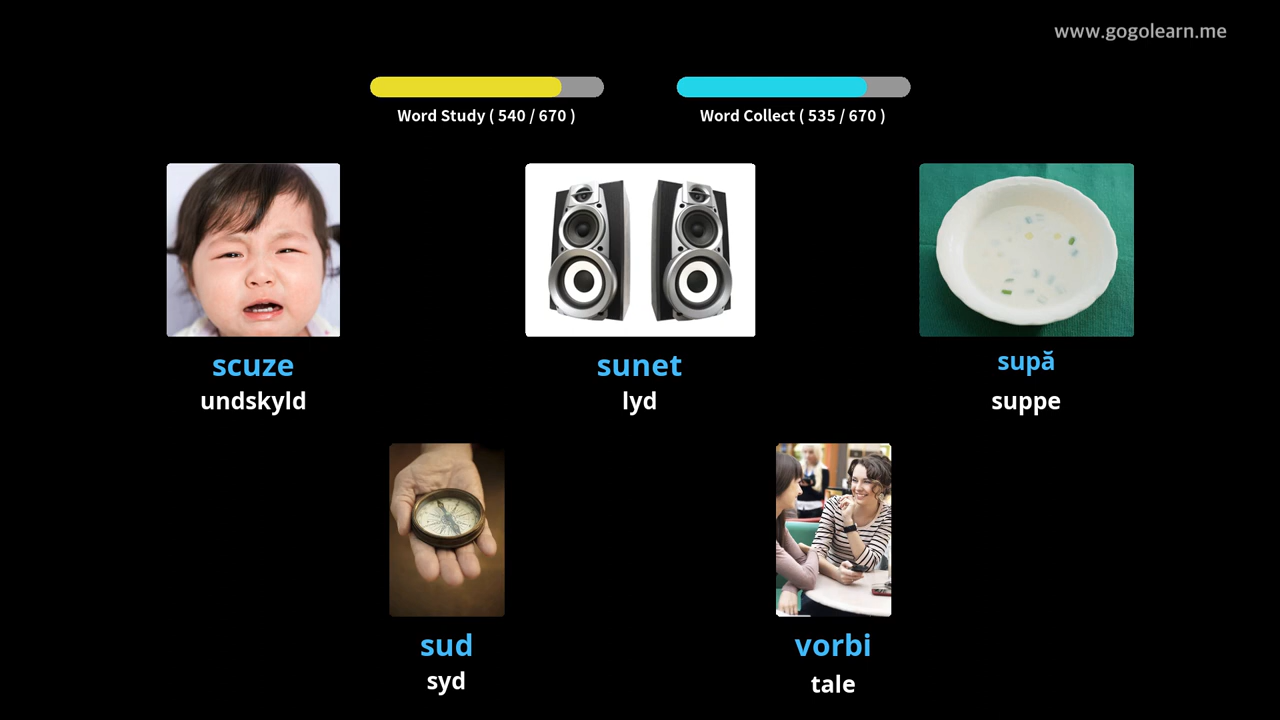 www.gogolearn.me
Word Study ( 540 / 670 )
Word Collect ( 535 / 670 )
scuze
undskyld
sunet
lyd
supă
suppe
sud
syd
vorbi
tale